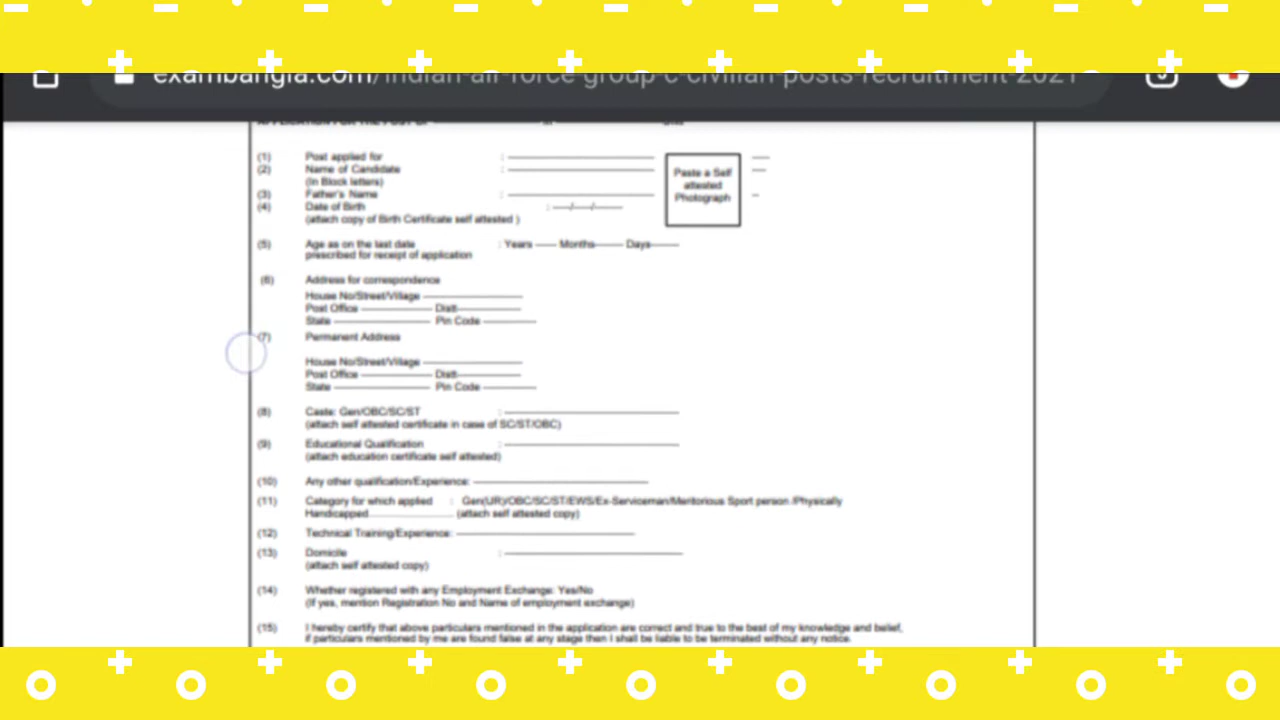 exambangla.com/indian-air-force-group-c-civilian-posts-recruitment-2021
APPLICATION FOR THE POST OF
(1) Post applied for :
(2) Name of Candidate :
(In Block letters)
(3) Father's Name :
(4) Date of Birth : / /
(attach copy of Birth Certificate self attested )
Paste a Self
attested
Photograph
(5) Age as on the last date : Years Months Days
prescribed for receipt of application
(6) Address for correspondence
House No/Street/Village
Post Office Distt
State Pin Code
(7) Permanent Address
House No/Street/Village
Post Office Distt
State Pin Code
(8) Caste: Gen/OBC/SC/ST :
(attach self attested certificate in case of SC/ST/OBC)
(9) Educational Qualification :
(attach education certificate self attested)
(10) Any other qualification/Experience:
(11) Category for which applied : Gen(UR)/OBC/SC/ST/EWS/Ex-Serviceman/Meritorious Sport person /Physically
Handicapped (attach self attested copy)
(12) Technical Training/Experience:
(13) Domicile :
(attach self attested copy)
(14) Whether registered with any Employment Exchange: Yes/No
(If yes, mention Registration No and Name of employment exchange)
(15) I hereby certify that above particulars mentioned in the application are correct and true to the best of my knowledge and belief,
if particulars mentioned by me are found false at any stage then I shall be liable to be terminated without any notice.